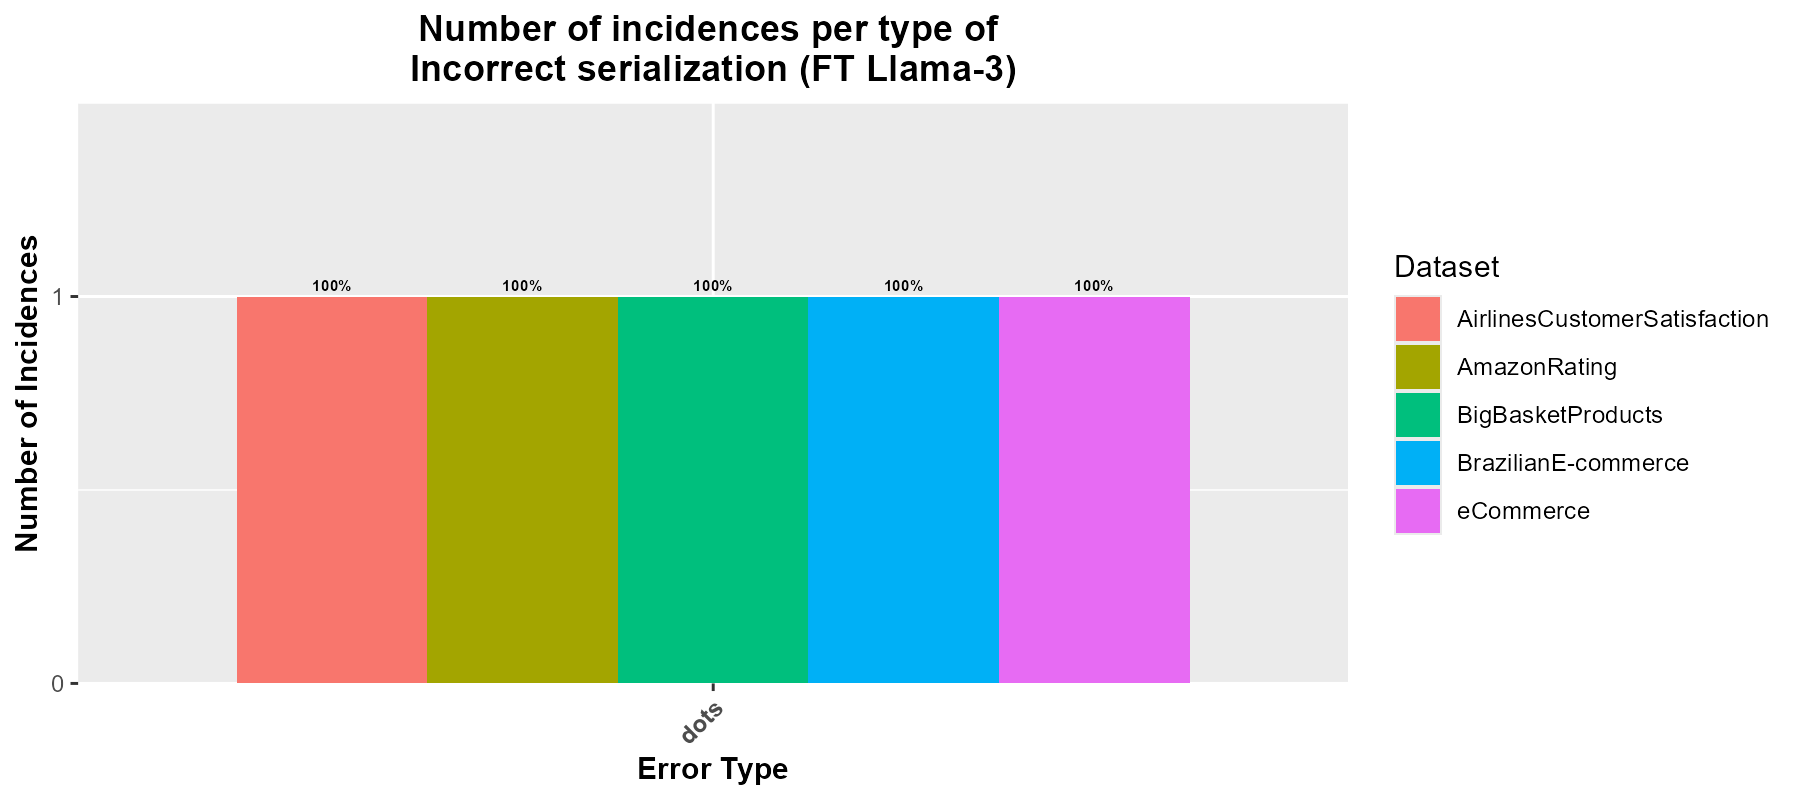 Number of incidences per type of
Incorrect serialization (FT Llama-3)
Number of Incidences
1
0
100%
100%
100%
100%
100%
dots
Error Type
Dataset
AirlinesCustomerSatisfaction
AmazonRating
BigBasketProducts
BrazilianE-commerce
eCommerce